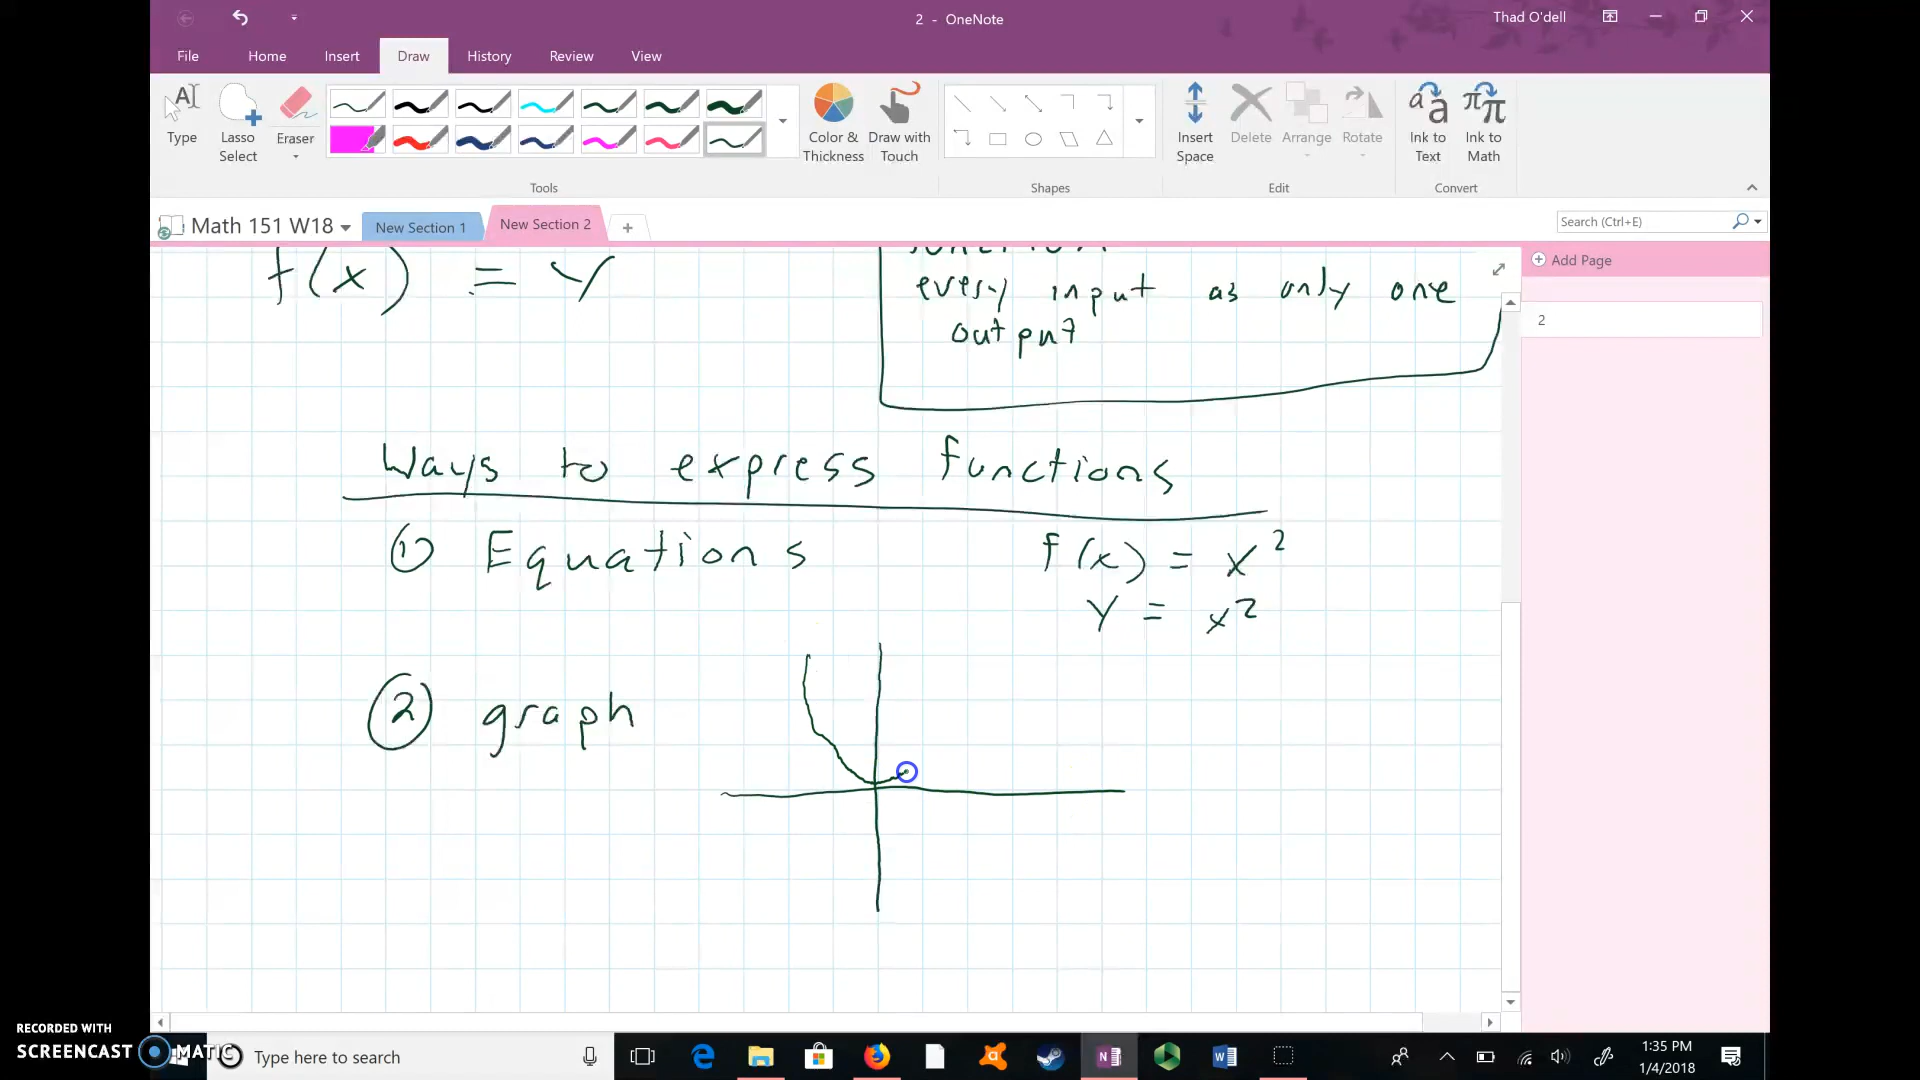 2 - OneNote
Thad O'dell
File Home Insert Draw History Review View
Type
Lasso Select
Eraser
Color & Thickness
Draw with Touch
Insert Space
Delete
Arrange
Rotate
Ink to Text
Ink to Math
Tools Shapes Edit Convert
Math 151 W18 New Section 1 New Section 2 +
Search (Ctrl+E)
Add Page
2
f(x) = y
every input as only one
output
Ways to express functions
① Equations f(x) = x²
y = x²
② graph
RECORDED WITH
SCREENCAST MATIC
Type here to search
1:35 PM
1/4/2018